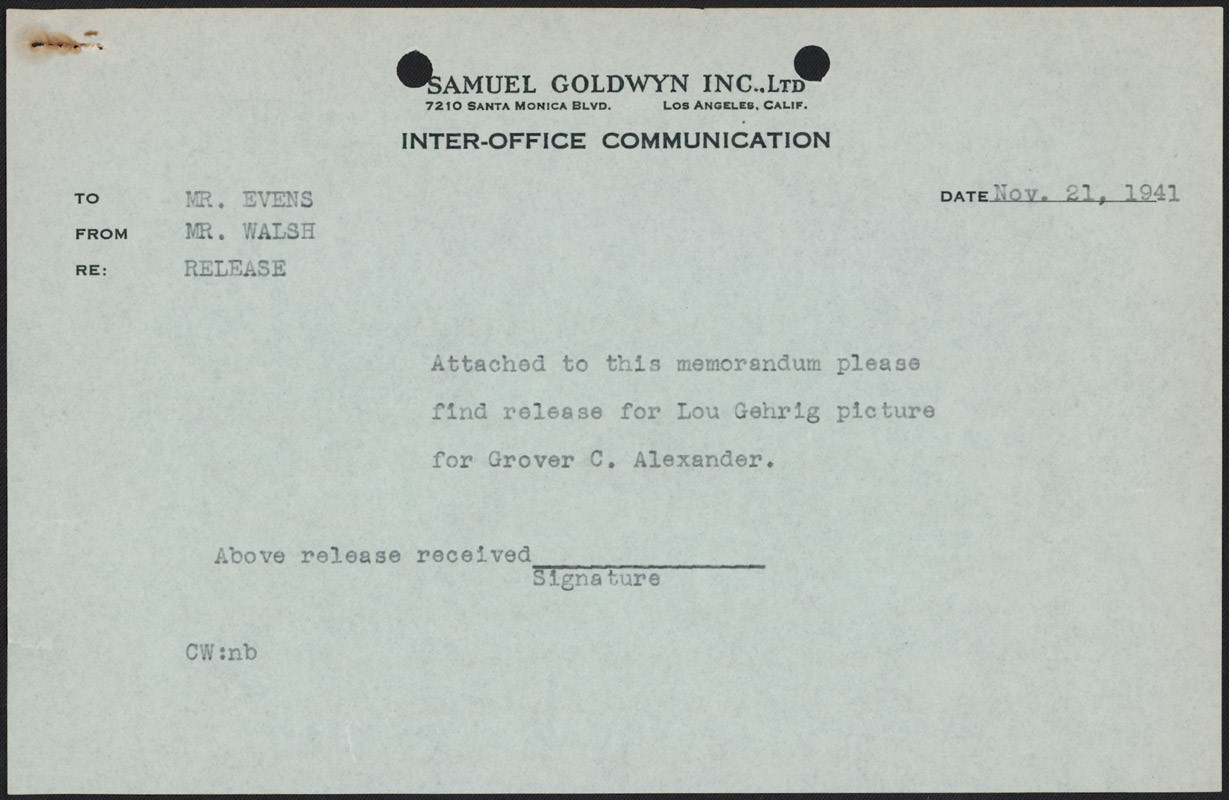 SAMUEL GOLDWYN INC., LTD
7210 SANTA MONICA BLVD. LOS ANGELES, CALIF.
INTER-OFFICE COMMUNICATION
TO MR. EVENS DATE Nov. 21, 1941
FROM MR. WALSH
RE: RELEASE
Attached to this memorandum please
find release for Lou Gehrig picture
for Grover C. Alexander.
Above release received
Signature
CW:nb